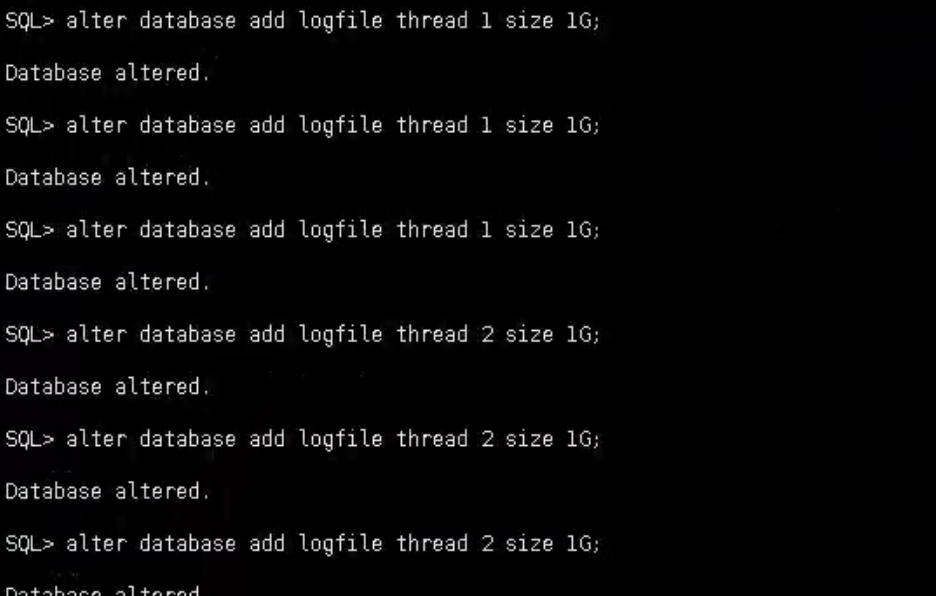 SQL> alter database add logfile thread 1 size 1G;
Database altered.
SQL> alter database add logfile thread 1 size 1G;
Database altered.
SQL> alter database add logfile thread 1 size 1G;
Database altered.
SQL> alter database add logfile thread 2 size 1G;
Database altered.
SQL> alter database add logfile thread 2 size 1G;
Database altered.
SQL> alter database add logfile thread 2 size 1G;
Database altered.